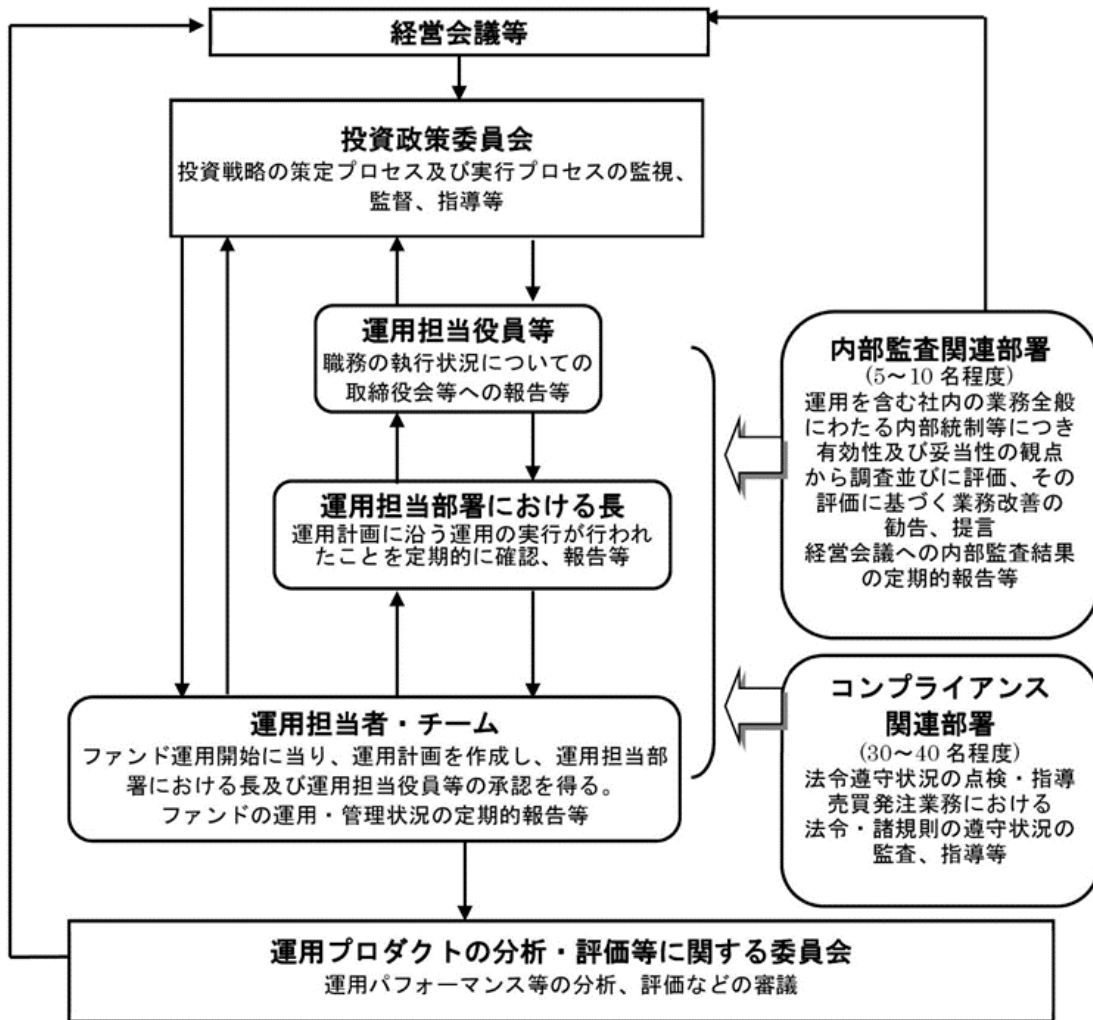 経営会議等
投資政策委員会
投資戦略の策定プロセス及び実行プロセスの監視、
監督、指導等
運用担当役員等
職務の執行状況についての
取締役会等への報告等
運用担当部署における長
運用計画に沿う運用の実行が行われ
たことを定期的に確認、報告等
運用担当者・チーム
ファンド運用開始に当り、運用計画を作成し、運用担当部
署における長及び運用担当役員等の承認を得る。
ファンドの運用・管理状況の定期的報告等
内部監査関連部署
(5～10 名程度)
運用を含む社内の業務全般
にわたる内部統制等につき
有効性及び妥当性の観点
から調査並びに評価、その
評価に基づく業務改善の
勧告、提言
経営会議への内部監査結果
の定期的報告等
コンプライアンス
関連部署
(30～40 名程度)
法令遵守状況の点検・指導
売買発注業務における
法令・諸規則の遵守状況の
監査、指導等
運用プロダクトの分析・評価等に関する委員会
運用パフォーマンス等の分析、評価などの審議